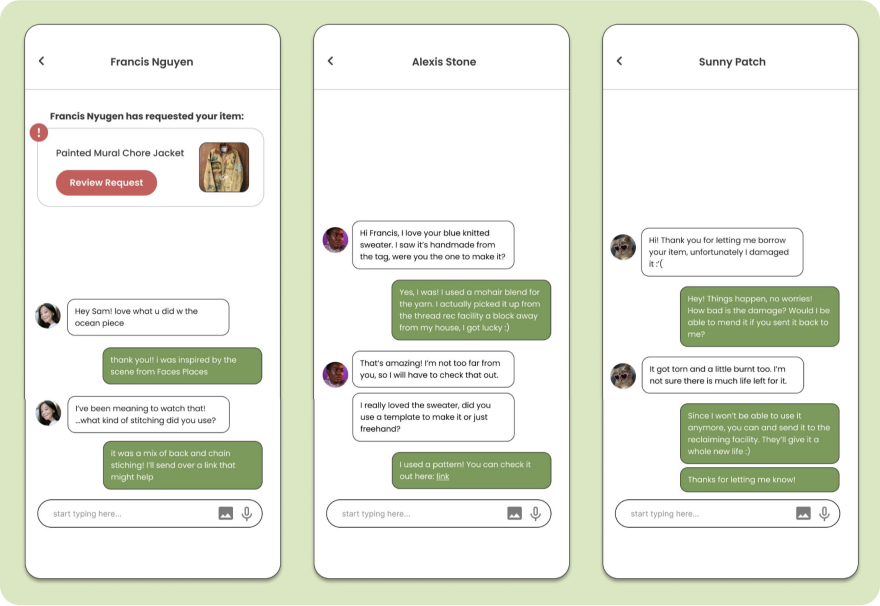 Francis Nguyen
Francis Nyugen has requested your item:
!
Painted Mural Chore Jacket
Review Request
Hey Sam! love what u did w the
ocean piece
thank you!! i was inspired by the
scene from Faces Places
I've been meaning to watch that!
...what kind of stitching did you use?
it was a mix of back and chain
stiching! I'll send over a link that
might help
start typing here...
Alexis Stone
Hi Francis, I love your blue knitted
sweater. I saw it's handmade from
the tag, were you the one to make it?
Yes, I was! I used a mohair blend for
the yarn. I actually picked it up from
the thread rec facility a block away
from my house, I got lucky :)
That's amazing! I'm not too far from
you, so I will have to check that out.
I really loved the sweater, did you
use a template to make it or just
freehand?
I used a pattern! You can check it
out here: link
start typing here...
Sunny Patch
Hi! Thank you for letting me borrow
your item, unfortunately I damaged
it :'(
Hey! Things happen, no worries!
How bad is the damage? Would I be
able to mend it if you sent it back to
me?
It got torn and a little burnt too. I'm
not sure there is much life left for it.
Since I won't be able to use it
anymore, you can and send it to the
reclaiming facility. They'll give it a
whole new life :)
Thanks for letting me know!
start typing here...